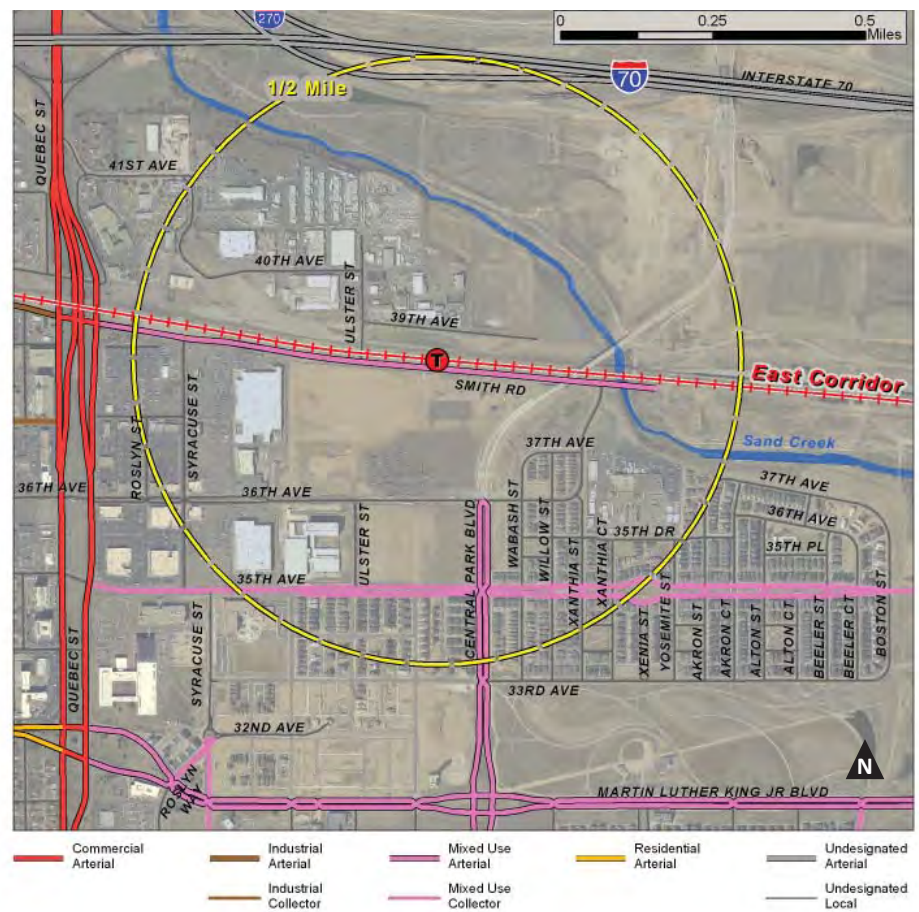 270
0 0.25 0.5
Miles
70
INTERSTATE 70
1/2 Mile
QUEBEC ST
41ST AVE
40TH AVE
ULSTER ST
39TH AVE
T
SMITH RD
East Corridor
Sand Creek
ROSLYN ST
SYRACUSE ST
37TH AVE
37TH AVE
36TH AVE
36TH AVE
36TH AVE
35TH DR
35TH PL
ULSTER ST
CENTRAL PARK BLVD
WABASH ST
WILLOW ST
XANTHIA ST
XANTHIA CT
35TH AVE
QUEBEC ST
SYRACUSE ST
XENIA ST
YOSEMITE ST
AKRON ST
AKRON CT
ALTON ST
ALTON CT
BEELER ST
BEELER CT
BOSTON ST
33RD AVE
32ND AVE
ROSLYN WAY
MARTIN LUTHER KING JR BLVD
N
Commercial Arterial
Industrial Arterial
Mixed Use Arterial
Residential Arterial
Undesignated Arterial
Industrial Collector
Mixed Use Collector
Undesignated Local